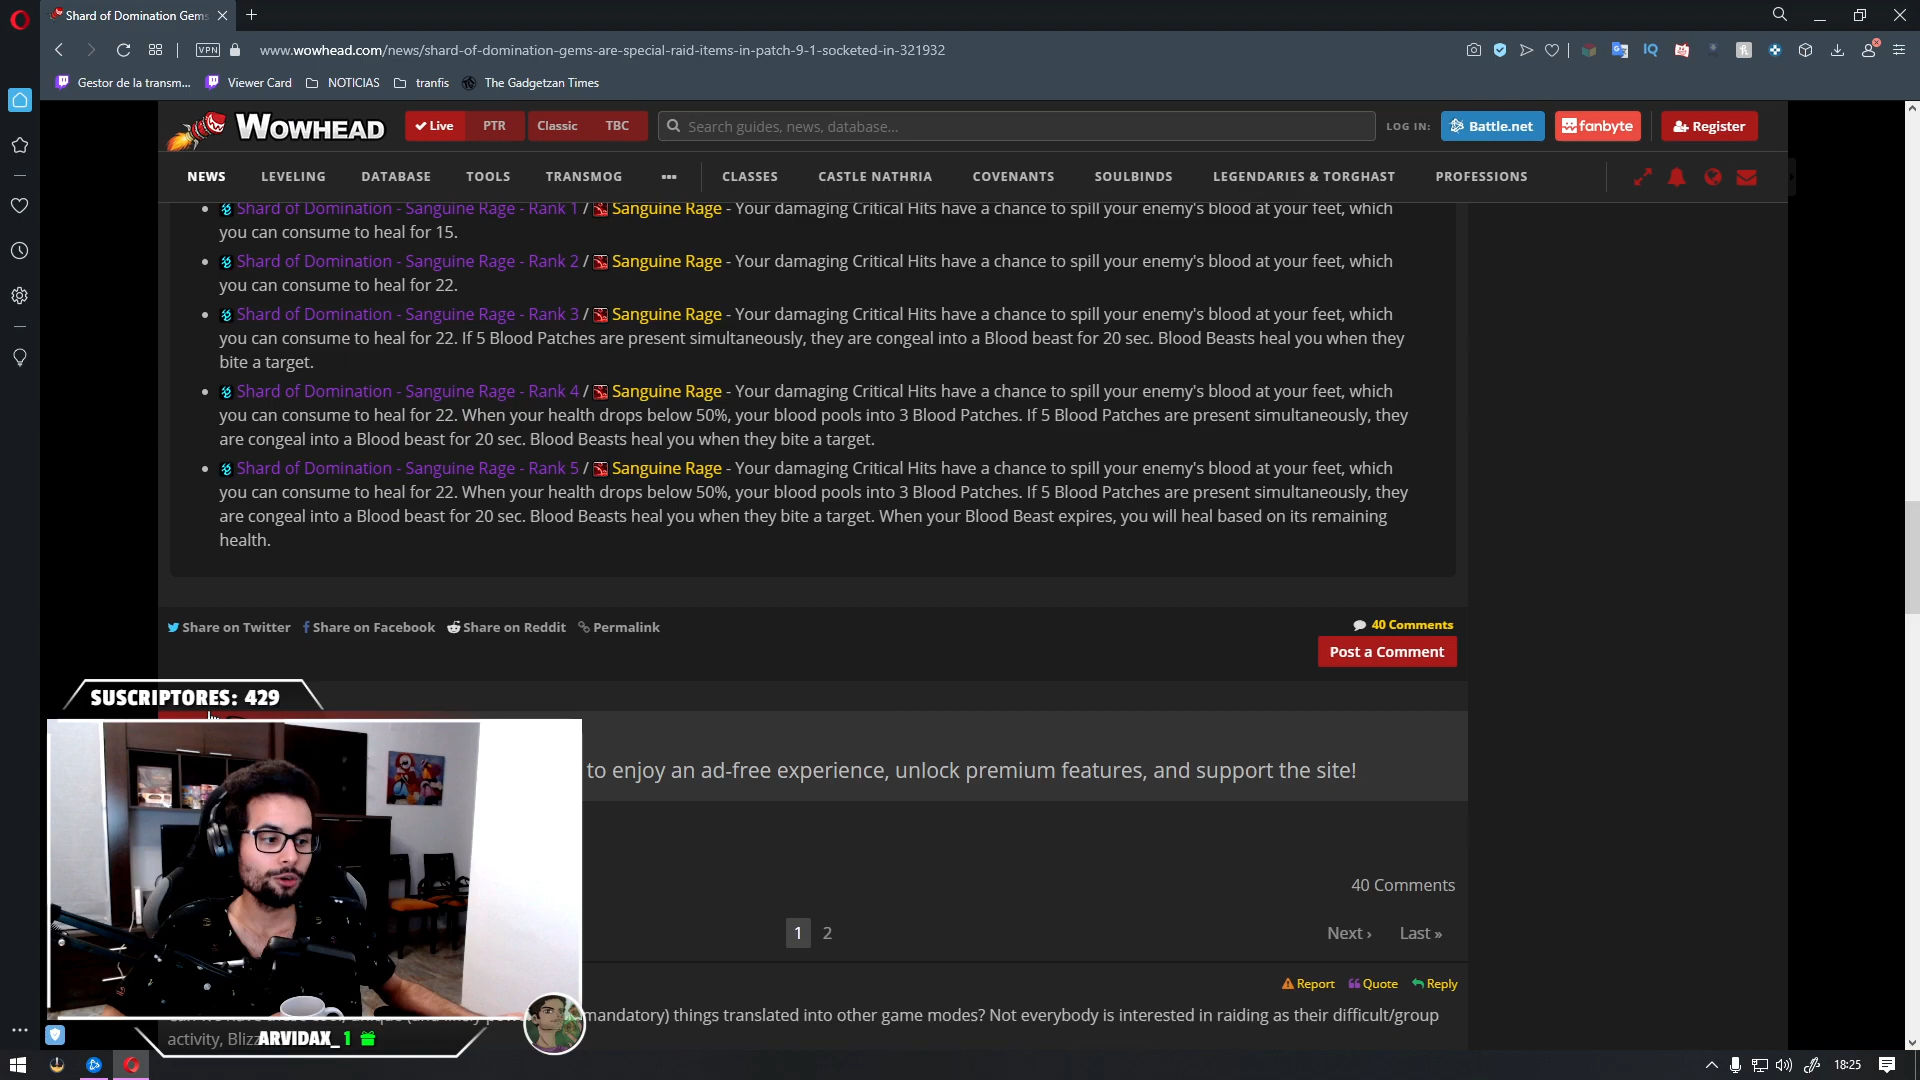 Shard of Domination Gems
www.wowhead.com/news/shard-of-domination-gems-are-special-raid-items-in-patch-9-1-socketed-in-321932
VPN
Gestor de la transm...
Viewer Card
NOTICIAS
tranfis
The Gadgetzan Times
WOWHEAD
Live
PTR
Classic
TBC
Search guides, news, database...
LOG IN:
Battle.net
fanbyte
Register
NEWS
LEVELING
DATABASE
TOOLS
TRANSMOG
CLASSES
CASTLE NATHRIA
COVENANTS
SOULBINDS
LEGENDARIES & TORGHAST
PROFESSIONS
Shard of Domination - Sanguine Rage - Rank 1 / Sanguine Rage - Your damaging Critical Hits have a chance to spill your enemy's blood at your feet, which
you can consume to heal for 15.
Shard of Domination - Sanguine Rage - Rank 2 / Sanguine Rage - Your damaging Critical Hits have a chance to spill your enemy's blood at your feet, which
you can consume to heal for 22.
Shard of Domination - Sanguine Rage - Rank 3 / Sanguine Rage - Your damaging Critical Hits have a chance to spill your enemy's blood at your feet, which
you can consume to heal for 22. If 5 Blood Patches are present simultaneously, they are congeal into a Blood beast for 20 sec. Blood Beasts heal you when they
bite a target.
Shard of Domination - Sanguine Rage - Rank 4 / Sanguine Rage - Your damaging Critical Hits have a chance to spill your enemy's blood at your feet, which
you can consume to heal for 22. When your health drops below 50%, your blood pools into 3 Blood Patches. If 5 Blood Patches are present simultaneously, they
are congeal into a Blood beast for 20 sec. Blood Beasts heal you when they bite a target.
Shard of Domination - Sanguine Rage - Rank 5 / Sanguine Rage - Your damaging Critical Hits have a chance to spill your enemy's blood at your feet, which
you can consume to heal for 22. When your health drops below 50%, your blood pools into 3 Blood Patches. If 5 Blood Patches are present simultaneously, they
are congeal into a Blood beast for 20 sec. Blood Beasts heal you when they bite a target. When your Blood Beast expires, you will heal based on its remaining
health.
Share on Twitter
Share on Facebook
Share on Reddit
Permalink
40 Comments
Post a Comment
SUSCRIPTORES: 429
to enjoy an ad-free experience, unlock premium features, and support the site!
40 Comments
1 2
Next ›
Last »
Report
Quote
Reply
mandatory) things translated into other game modes? Not everybody is interested in raiding as their difficult/group
activity, Bliz
ARVIDAX_ 1
18:25